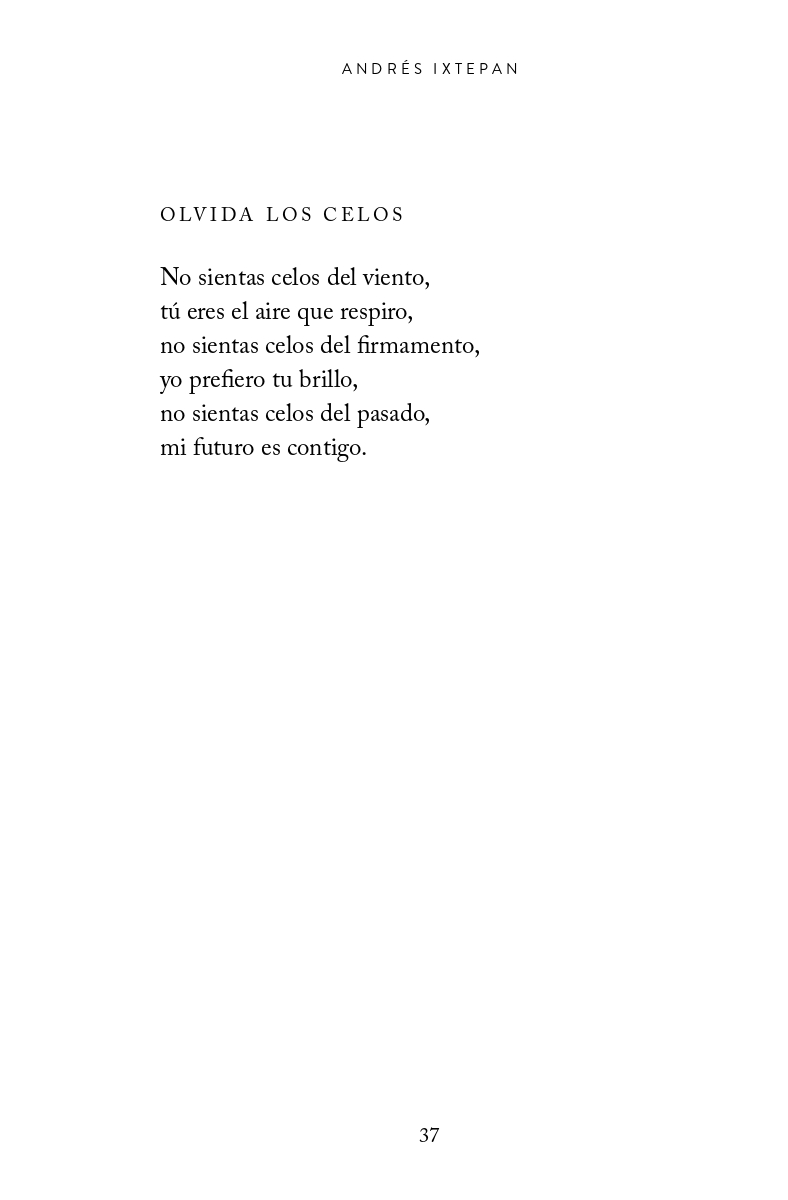 ANDRÉS IXTEPAN
OLVIDA LOS CELOS
No sientas celos del viento,
tú eres el aire que respiro,
no sientas celos del firmamento,
yo prefiero tu brillo,
no sientas celos del pasado,
mi futuro es contigo.
37